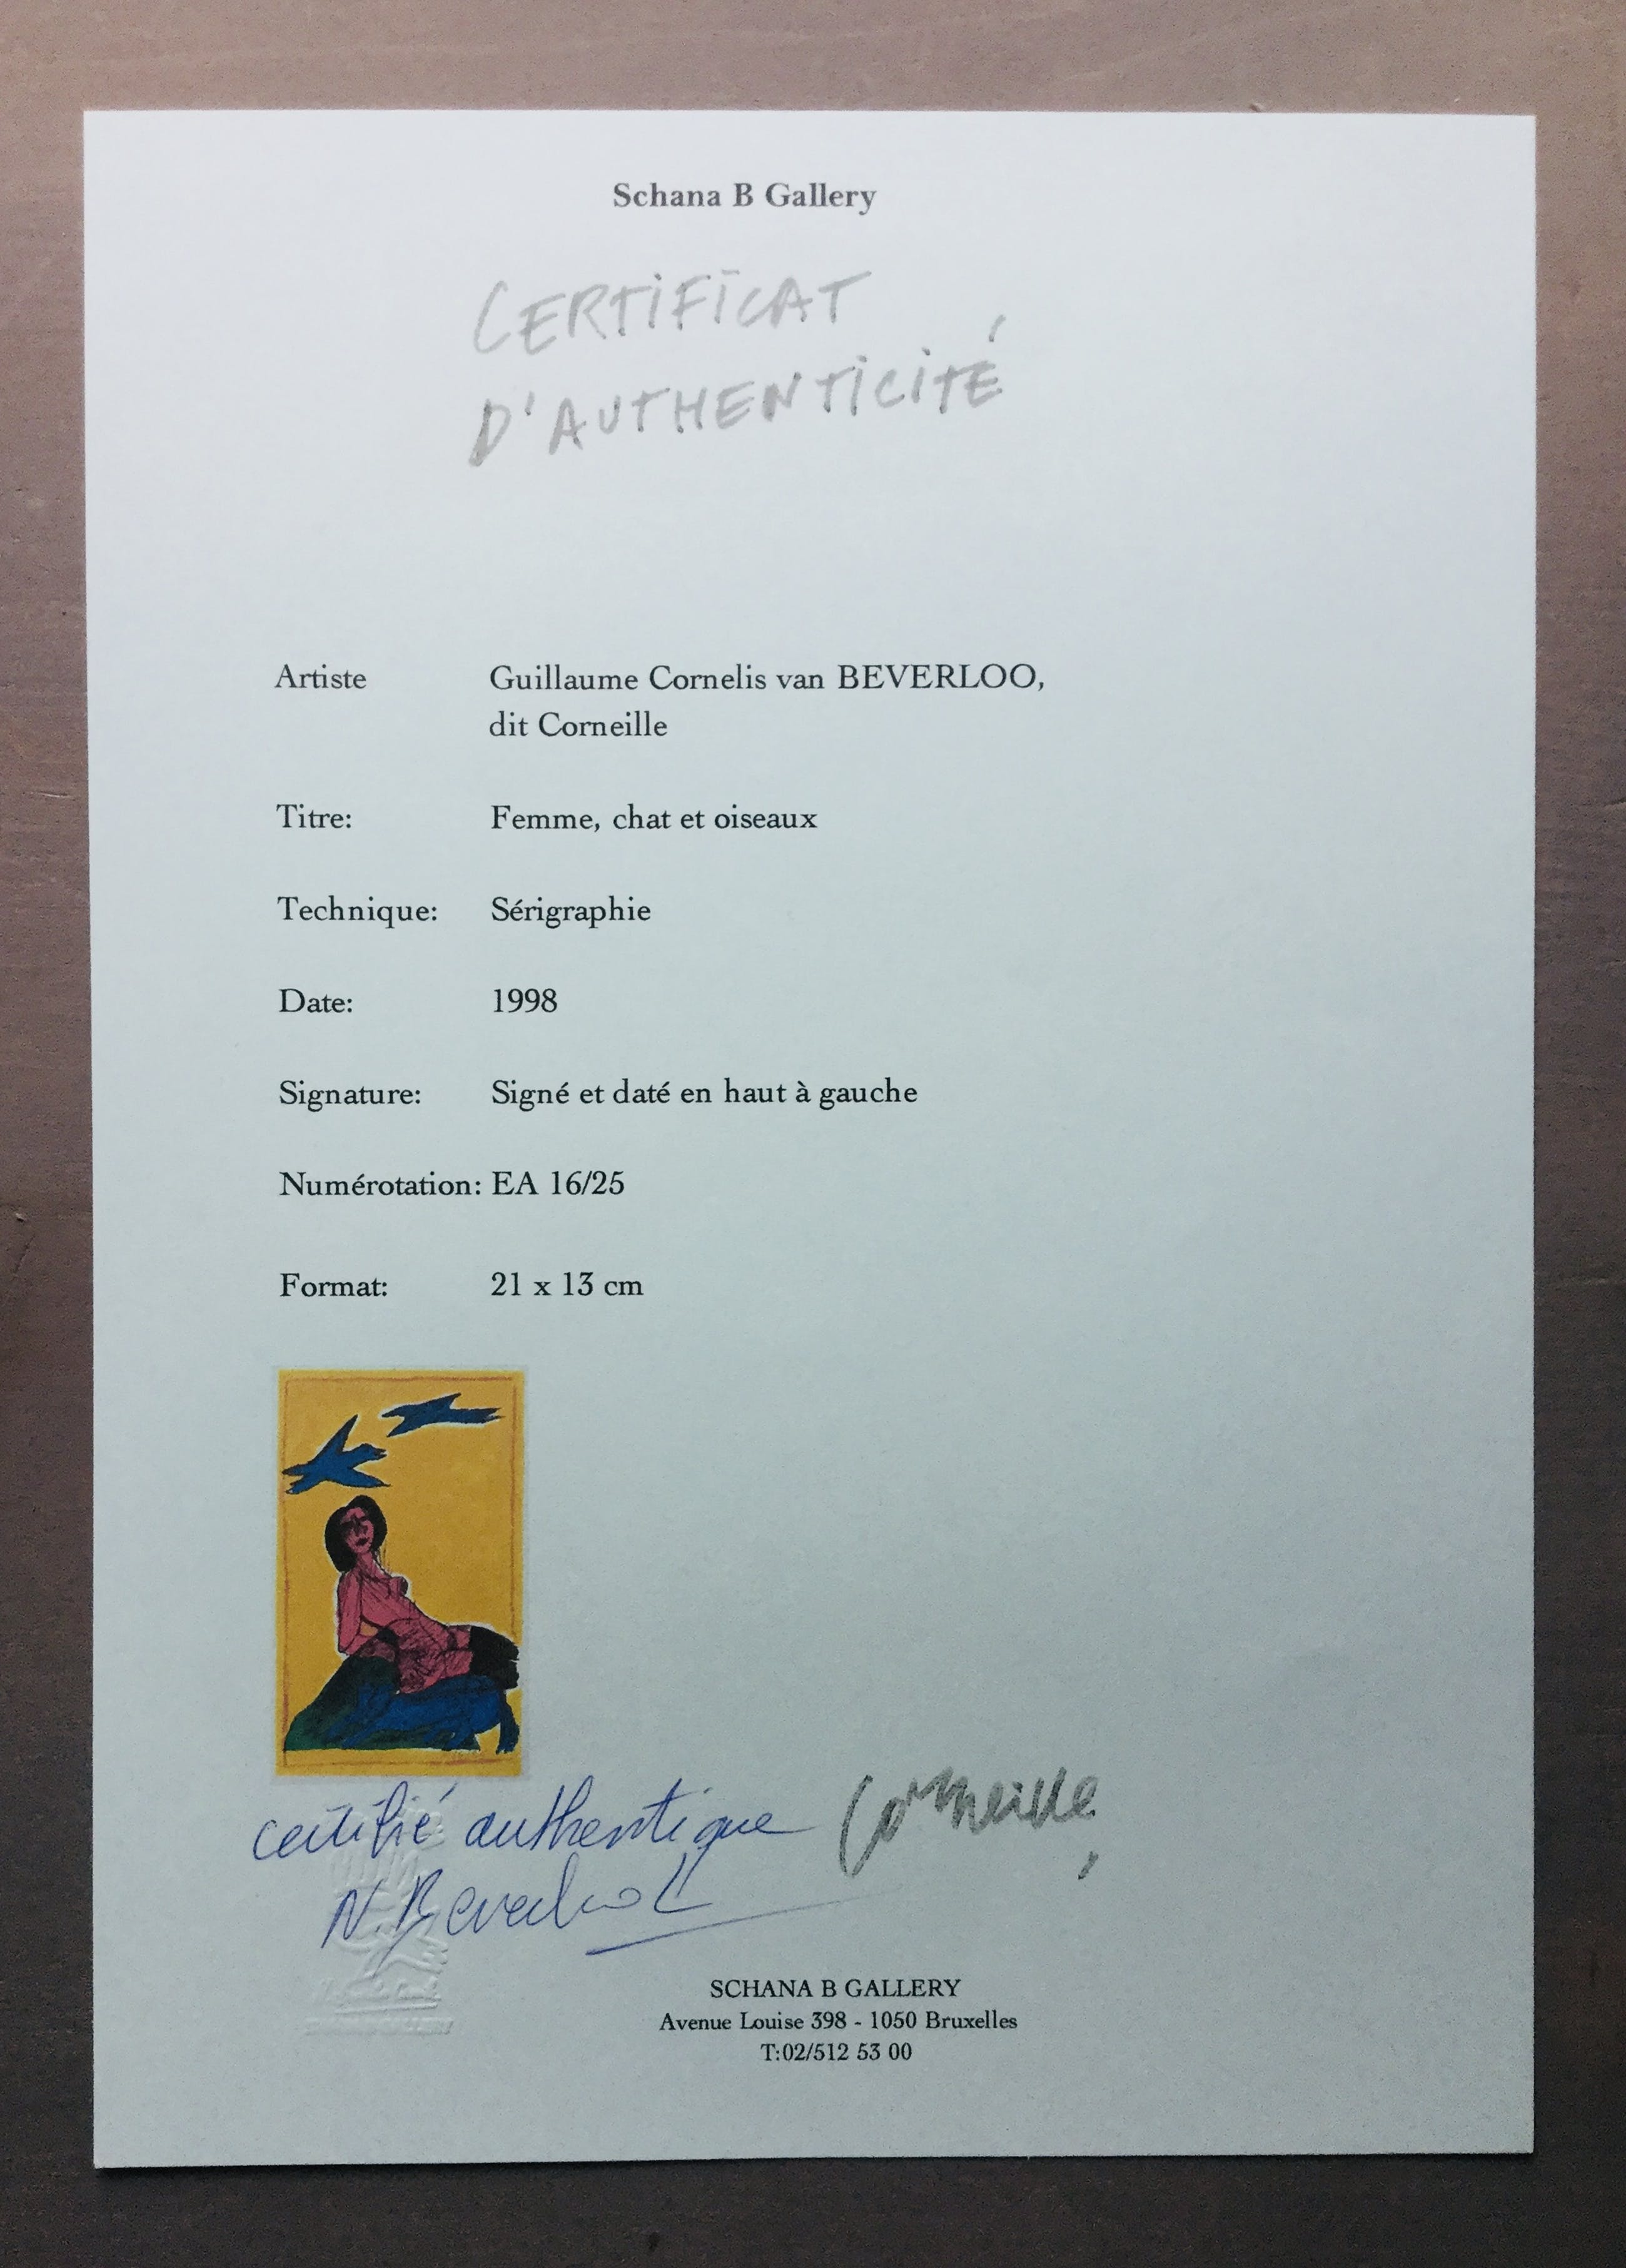 Schana B Gallery
CERTIFICAT
D'AUTHENTICITÉ
Artiste Guillaume Cornelis van BEVERLOO,
dit Corneille
Titre: Femme, chat et oiseaux
Technique: Sérigraphie
Date: 1998
Signature: Signé et daté en haut à gauche
Numérotation: EA 16/25
Format: 21 x 13 cm
certifié authentique Corneille
N. Beverloo
SCHANA B GALLERY
Avenue Louise 398 - 1050 Bruxelles
T:02/512 53 00